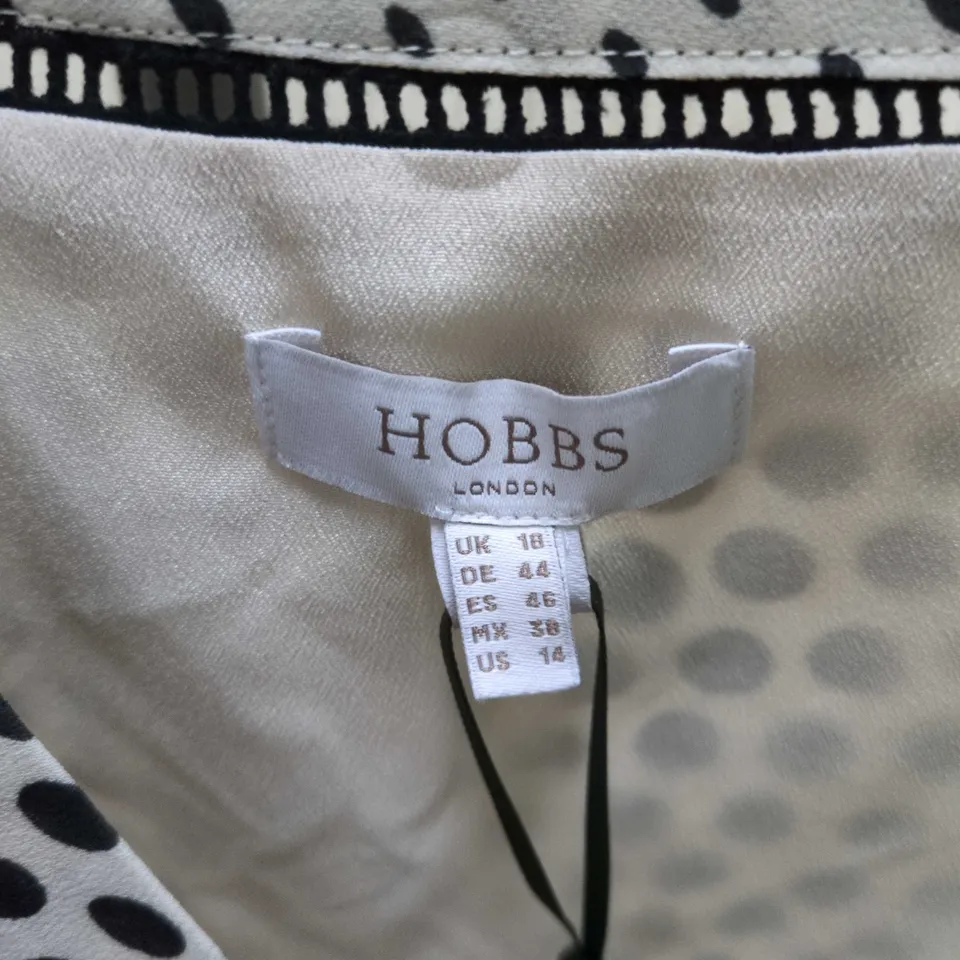 HOBBS
LONDON
UK 18
DE 44
ES 46
MX 38
US 14